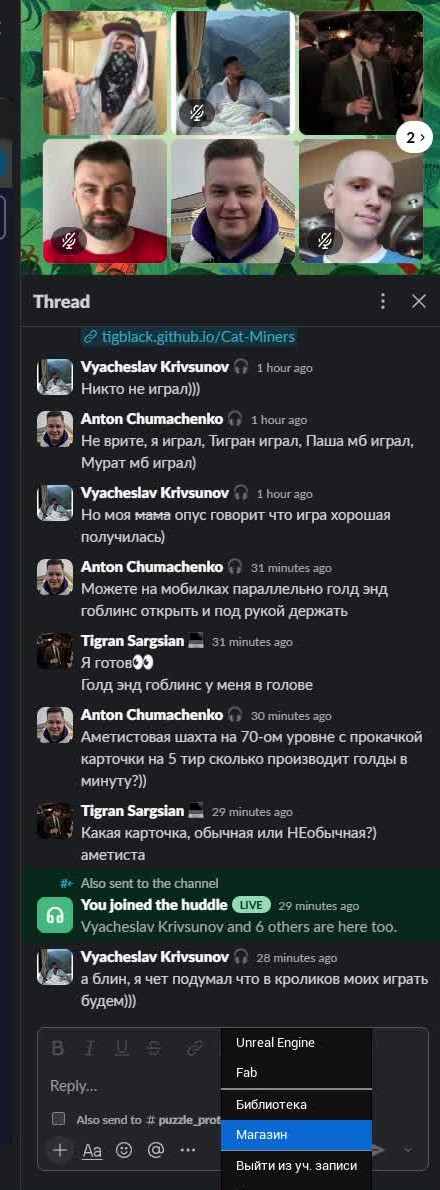 2 ›
Thread
tigblack.github.io/Cat-Miners
Vyacheslav Krivsunov 1 hour ago
Никто не играл)))
Anton Chumachenko 1 hour ago
Не врите, я играл, Тигран играл, Паша мб играл,
Мурат мб играл)
Vyacheslav Krivsunov 1 hour ago
Но моя мама опус говорит что игра хорошая
получилась)
Anton Chumachenko 31 minutes ago
Можете на мобилках параллельно голд энд
гоблинс открыть и под рукой держать
Tigran Sargsian 31 minutes ago
Я готов👀
Голд энд гоблинс у меня в голове
Anton Chumachenko 30 minutes ago
Аметистовая шахта на 70-ом уровне с прокачкой
карточки на 5 тир сколько производит голды в
минуту?))
Tigran Sargsian 29 minutes ago
Какая карточка, обычная или НЕобычная?)
аметиста
Also sent to the channel
You joined the huddle LIVE 29 minutes ago
Vyacheslav Krivsunov and 6 others are here too.
Vyacheslav Krivsunov 28 minutes ago
а блин, я чет подумал что в кроликов моих играть
будем)))
B I U S
Reply...
Also send to # puzzle_prot
+ Aa @
Unreal Engine
Fab
Библиотека
Магазин
Выйти из уч. записи